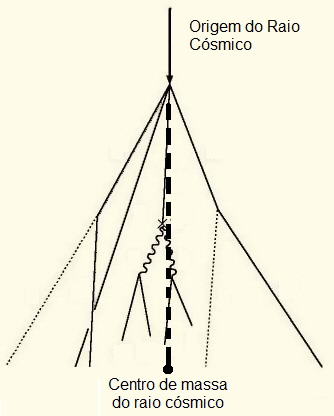 Origem do Raio
Cósmico
Centro de massa
do raio cósmico